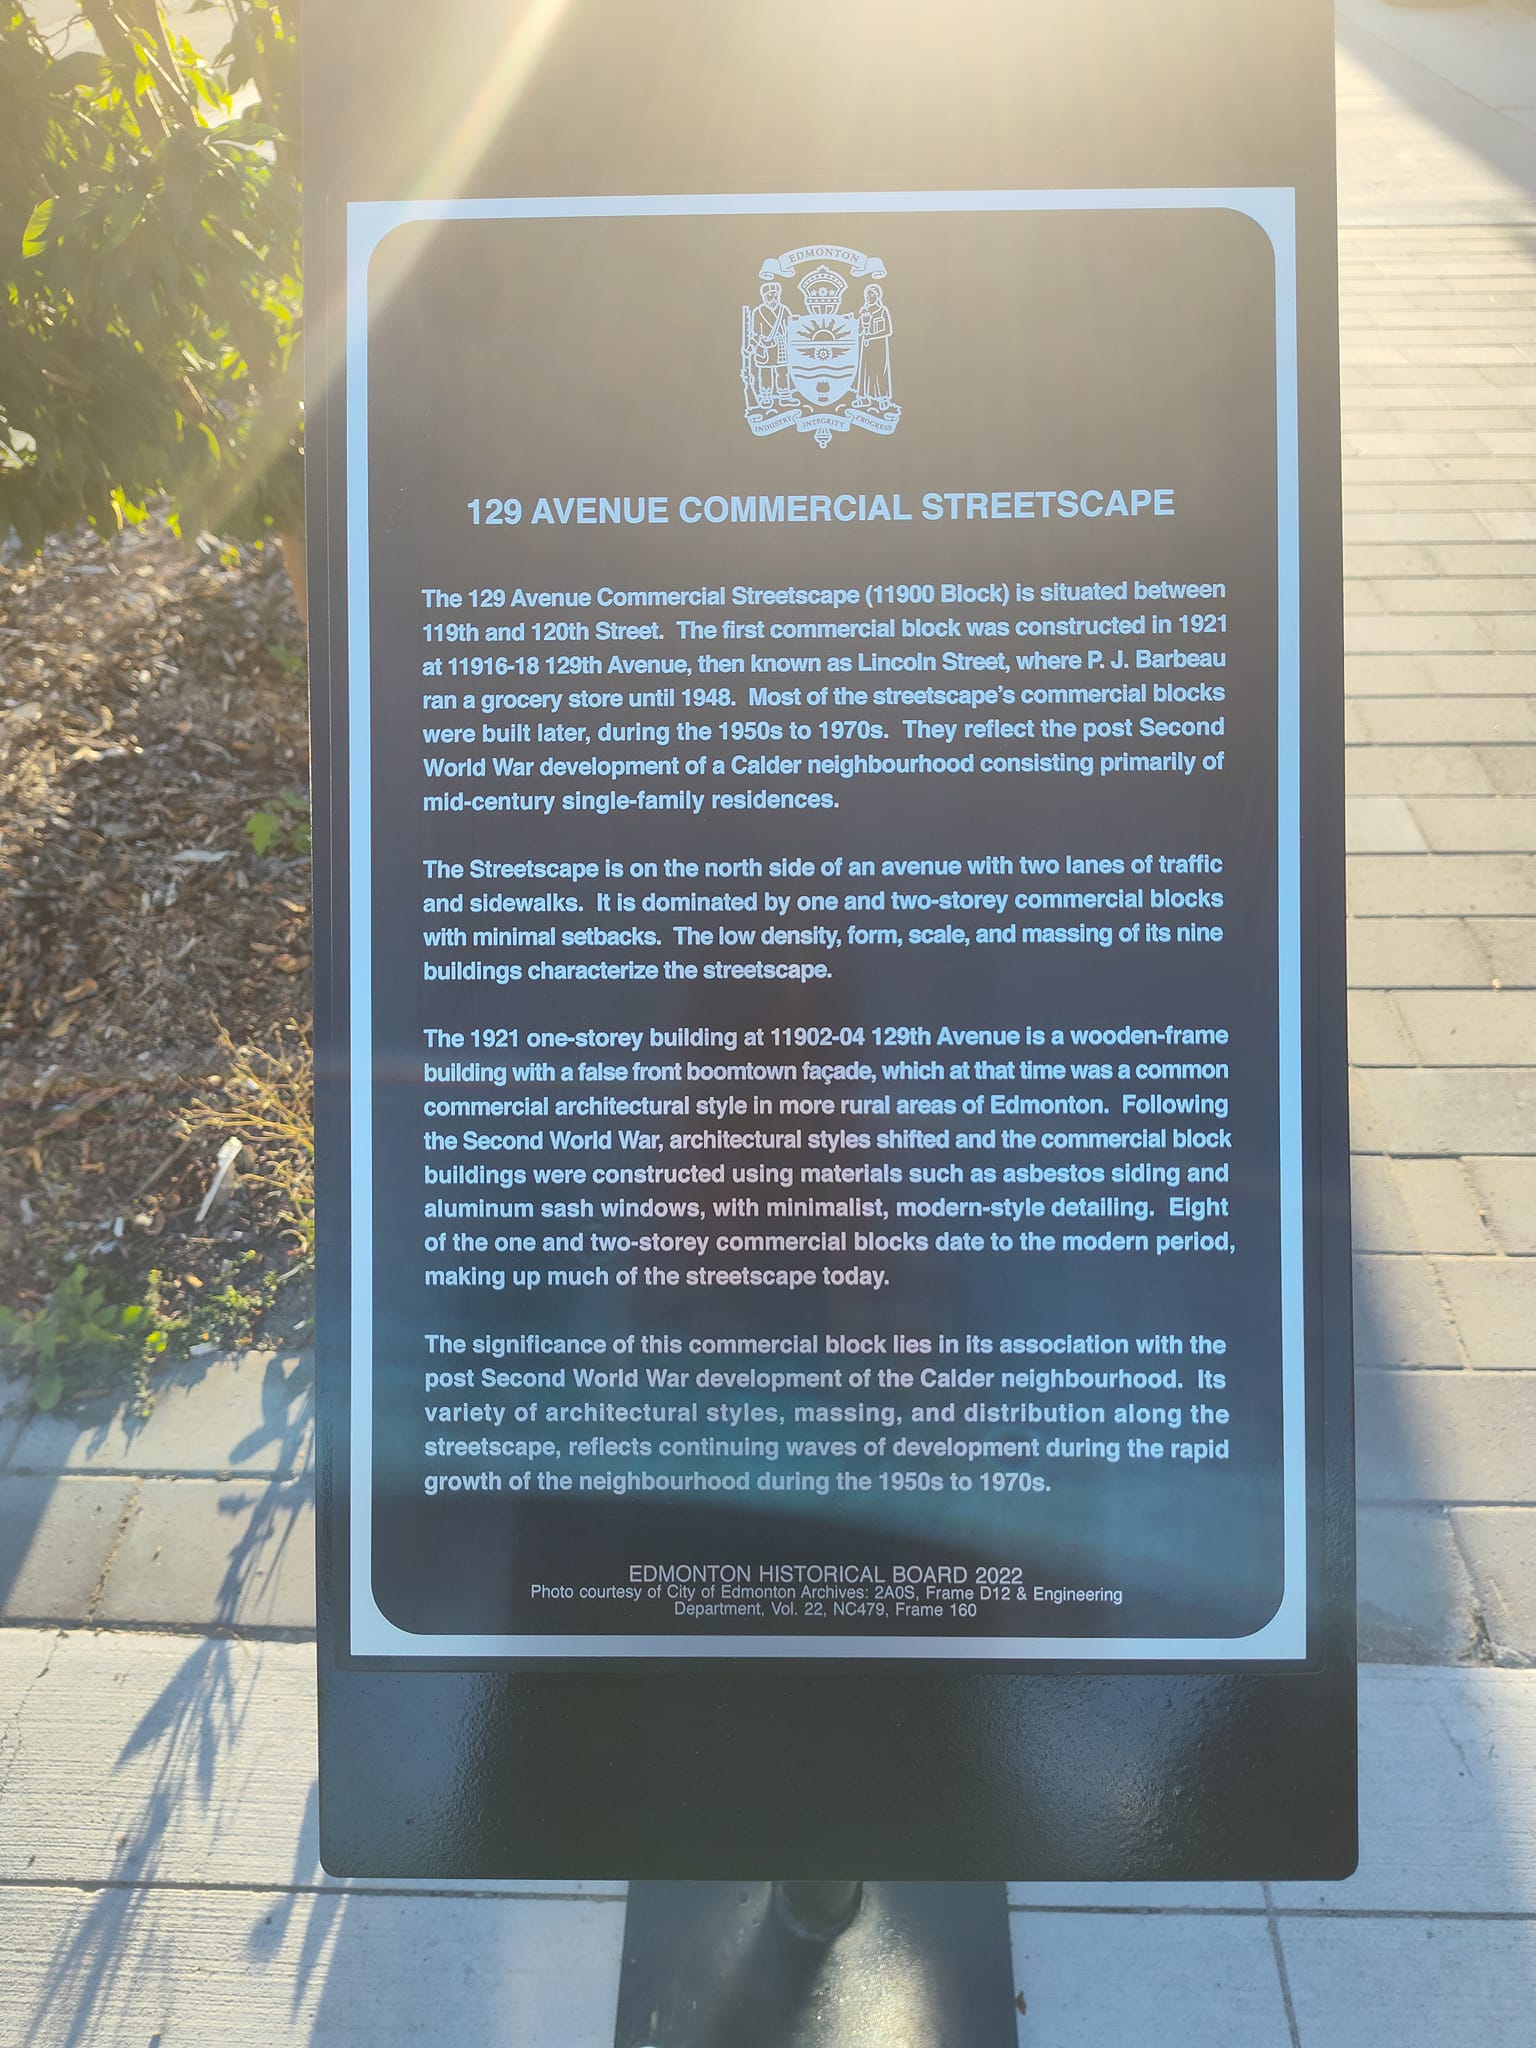 EDMONTON
INDUSTRY INTEGRITY PROGRESS
129 AVENUE COMMERCIAL STREETSCAPE
The 129 Avenue Commercial Streetscape (11900 Block) is situated between
119th and 120th Street. The first commercial block was constructed in 1921
at 11916-18 129th Avenue, then known as Lincoln Street, where P. J. Barbeau
ran a grocery store until 1948. Most of the streetscape's commercial blocks
were built later, during the 1950s to 1970s. They reflect the post Second
World War development of a Calder neighbourhood consisting primarily of
mid-century single-family residences.
The Streetscape is on the north side of an avenue with two lanes of traffic
and sidewalks. It is dominated by one and two-storey commercial blocks
with minimal setbacks. The low density, form, scale, and massing of its nine
buildings characterize the streetscape.
The 1921 one-storey building at 11902-04 129th Avenue is a wooden-frame
building with a false front boomtown façade, which at that time was a common
commercial architectural style in more rural areas of Edmonton. Following
the Second World War, architectural styles shifted and the commercial block
buildings were constructed using materials such as asbestos siding and
aluminum sash windows, with minimalist, modern-style detailing. Eight
of the one and two-storey commercial blocks date to the modern period,
making up much of the streetscape today.
The significance of this commercial block lies in its association with the
post Second World War development of the Calder neighbourhood. Its
variety of architectural styles, massing, and distribution along the
streetscape, reflects continuing waves of development during the rapid
growth of the neighbourhood during the 1950s to 1970s.
EDMONTON HISTORICAL BOARD 2022
Photo courtesy of City of Edmonton Archives: 2A0S, Frame D12 & Engineering
Department, Vol. 22, NC479, Frame 160